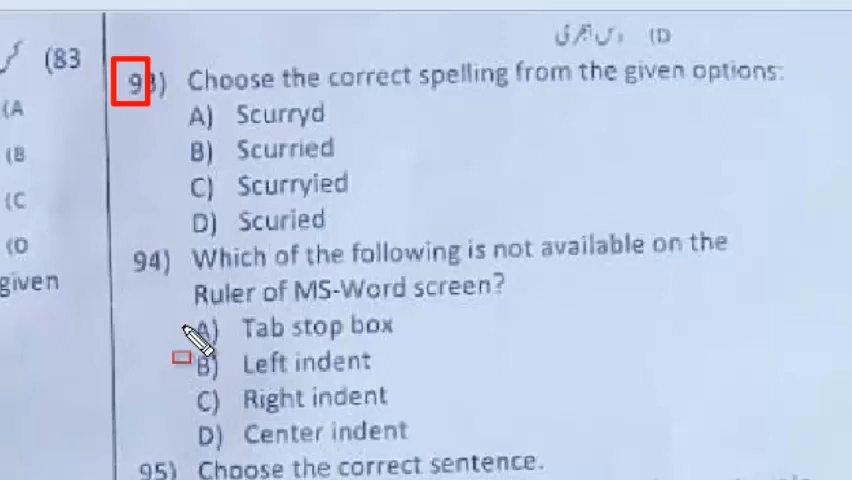 (D
(83
(A
(B
(C
(D
given
93) Choose the correct spelling from the given options:
A) Scurryd
B) Scurried
C) Scurryied
D) Scuried
94) Which of the following is not available on the
Ruler of MS-Word screen?
A) Tab stop box
B) Left indent
C) Right indent
D) Center indent
95) Choose the correct sentence.